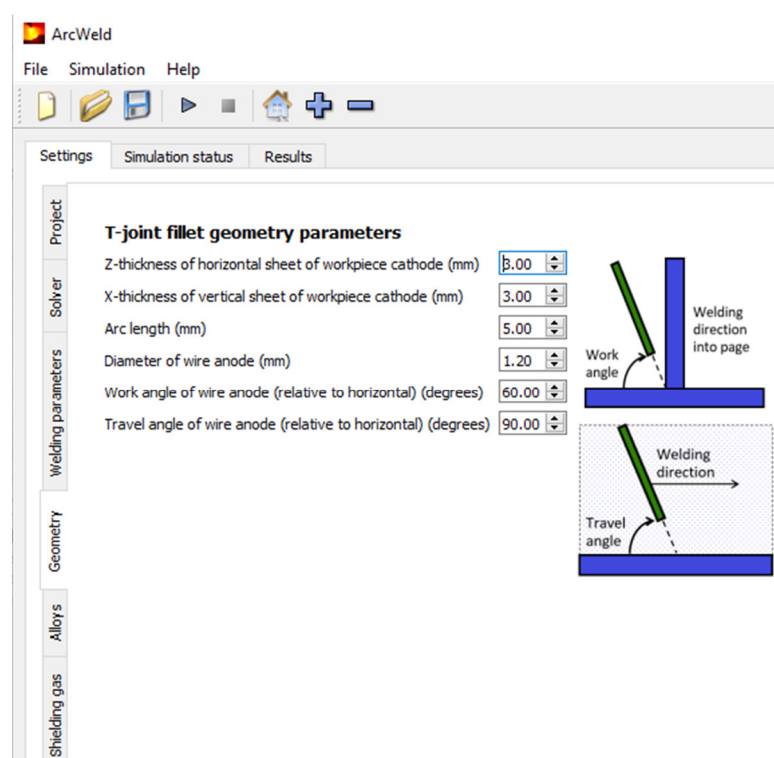 ArcWeld
File Simulation Help
Settings Simulation status Results
Project
Solver
Welding parameters
Geometry
Alloys
Shielding gas
T-joint fillet geometry parameters
Z-thickness of horizontal sheet of workpiece cathode (mm) 3.00
X-thickness of vertical sheet of workpiece cathode (mm) 3.00
Arc length (mm) 5.00
Diameter of wire anode (mm) 1.20
Work angle of wire anode (relative to horizontal) (degrees) 60.00
Travel angle of wire anode (relative to horizontal) (degrees) 90.00
Work
angle
Welding
direction
into page
Welding
direction
Travel
angle